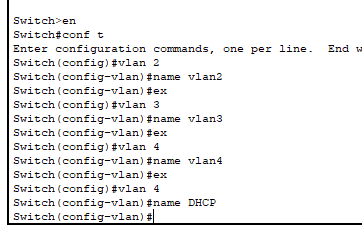 Switch>en
Switch#conf t
Enter configuration commands, one per line. End w
Switch(config)#vlan 2
Switch(config-vlan)#name vlan2
Switch(config-vlan)#ex
Switch(config)#vlan 3
Switch(config-vlan)#name vlan3
Switch(config-vlan)#ex
Switch(config)#vlan 4
Switch(config-vlan)#name vlan4
Switch(config-vlan)#ex
Switch(config)#vlan 4
Switch(config-vlan)#name DHCP
Switch(config-vlan)#